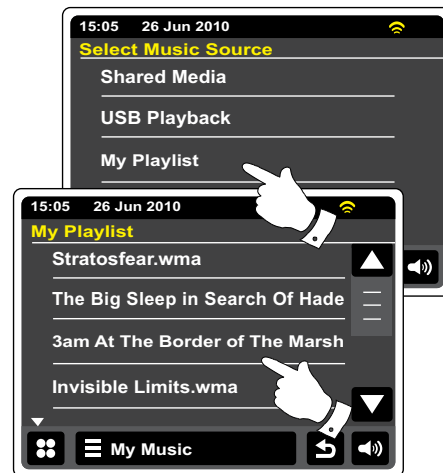 15:05 26 Jun 2010
Select Music Source
Shared Media
USB Playback
My Playlist
15:05 26 Jun 2010
My Playlist
Stratosfear.wma
The Big Sleep in Search Of Hade
3am At The Border of The Marsh
Invisible Limits.wma
My Music